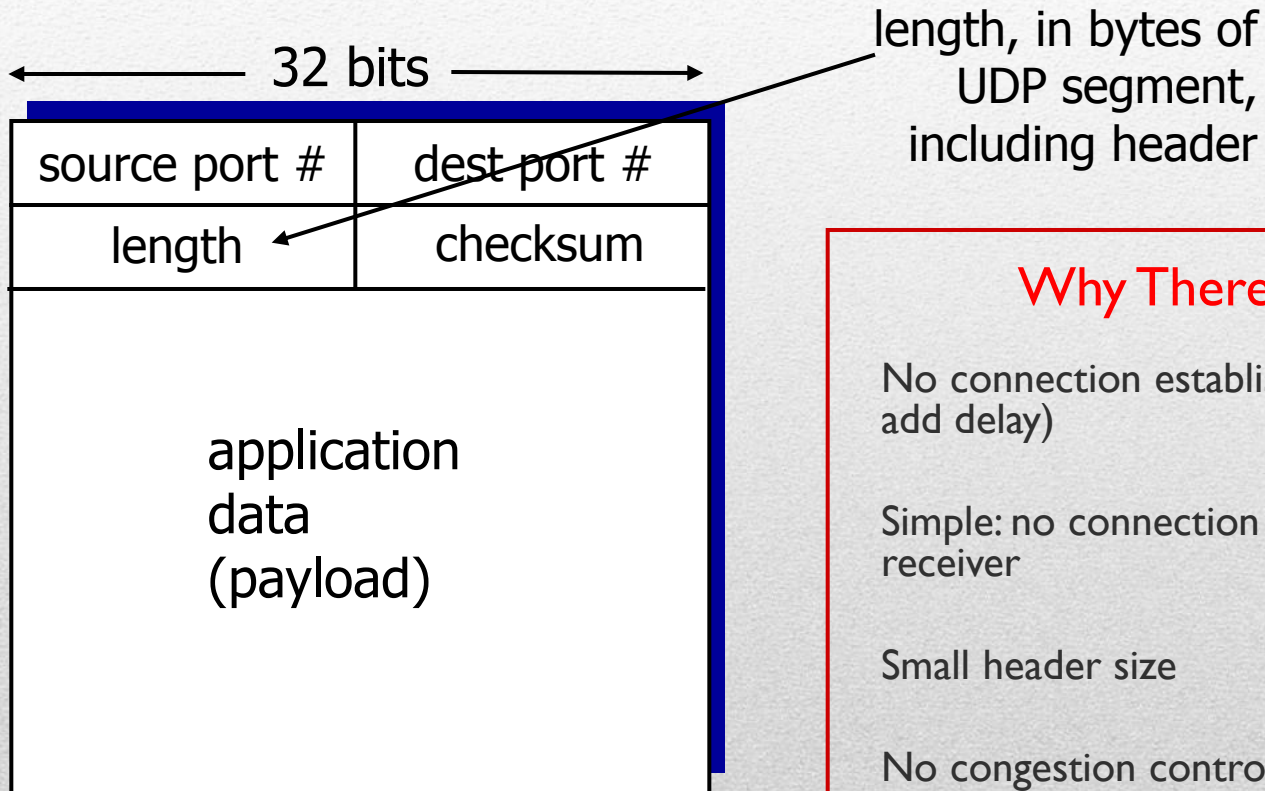 32 bits
length, in bytes of
UDP segment,
including header
source port #
dest port #
length
checksum
application
data
(payload)
Why There
No connection establi
add delay)
Simple: no connection
receiver
Small header size
No congestion contro